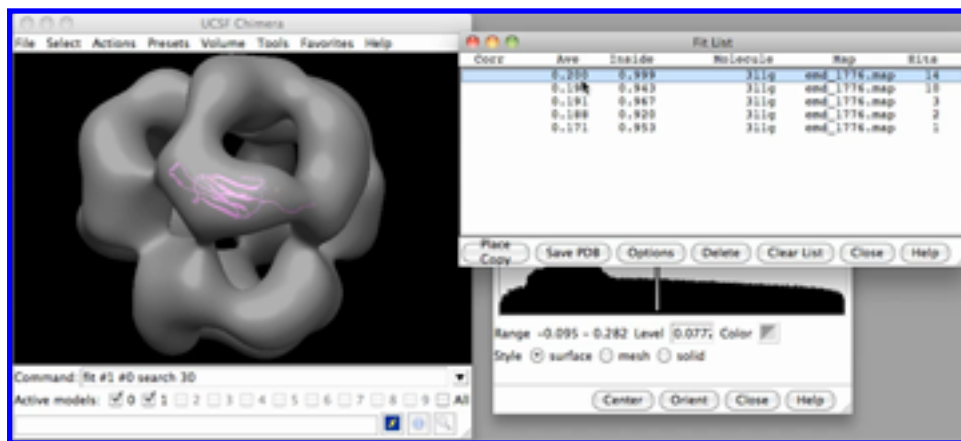 UCSF Chimera
File Select Actions Presets Volume Tools Favorites Help
Fit List
Corr Ave Inside Molecule Map Hits
0.200 0.999 31lg emd_1776.map 14
0.943 31lg emd_1776.map 10
0.191 0.967 31lg emd_1776.map 3
0.188 0.920 31lg emd_1776.map 2
0.171 0.953 31lg emd_1776.map 1
Place Copy Save PDB Options Delete Clear List Close Help
Range -0.095 - 0.282 Level 0.077 Color
Style surface mesh solid
Center Orient Close Help
Command: fit #1 #0 search 30
Active models: 0 1 2 3 4 5 6 7 8 9 All